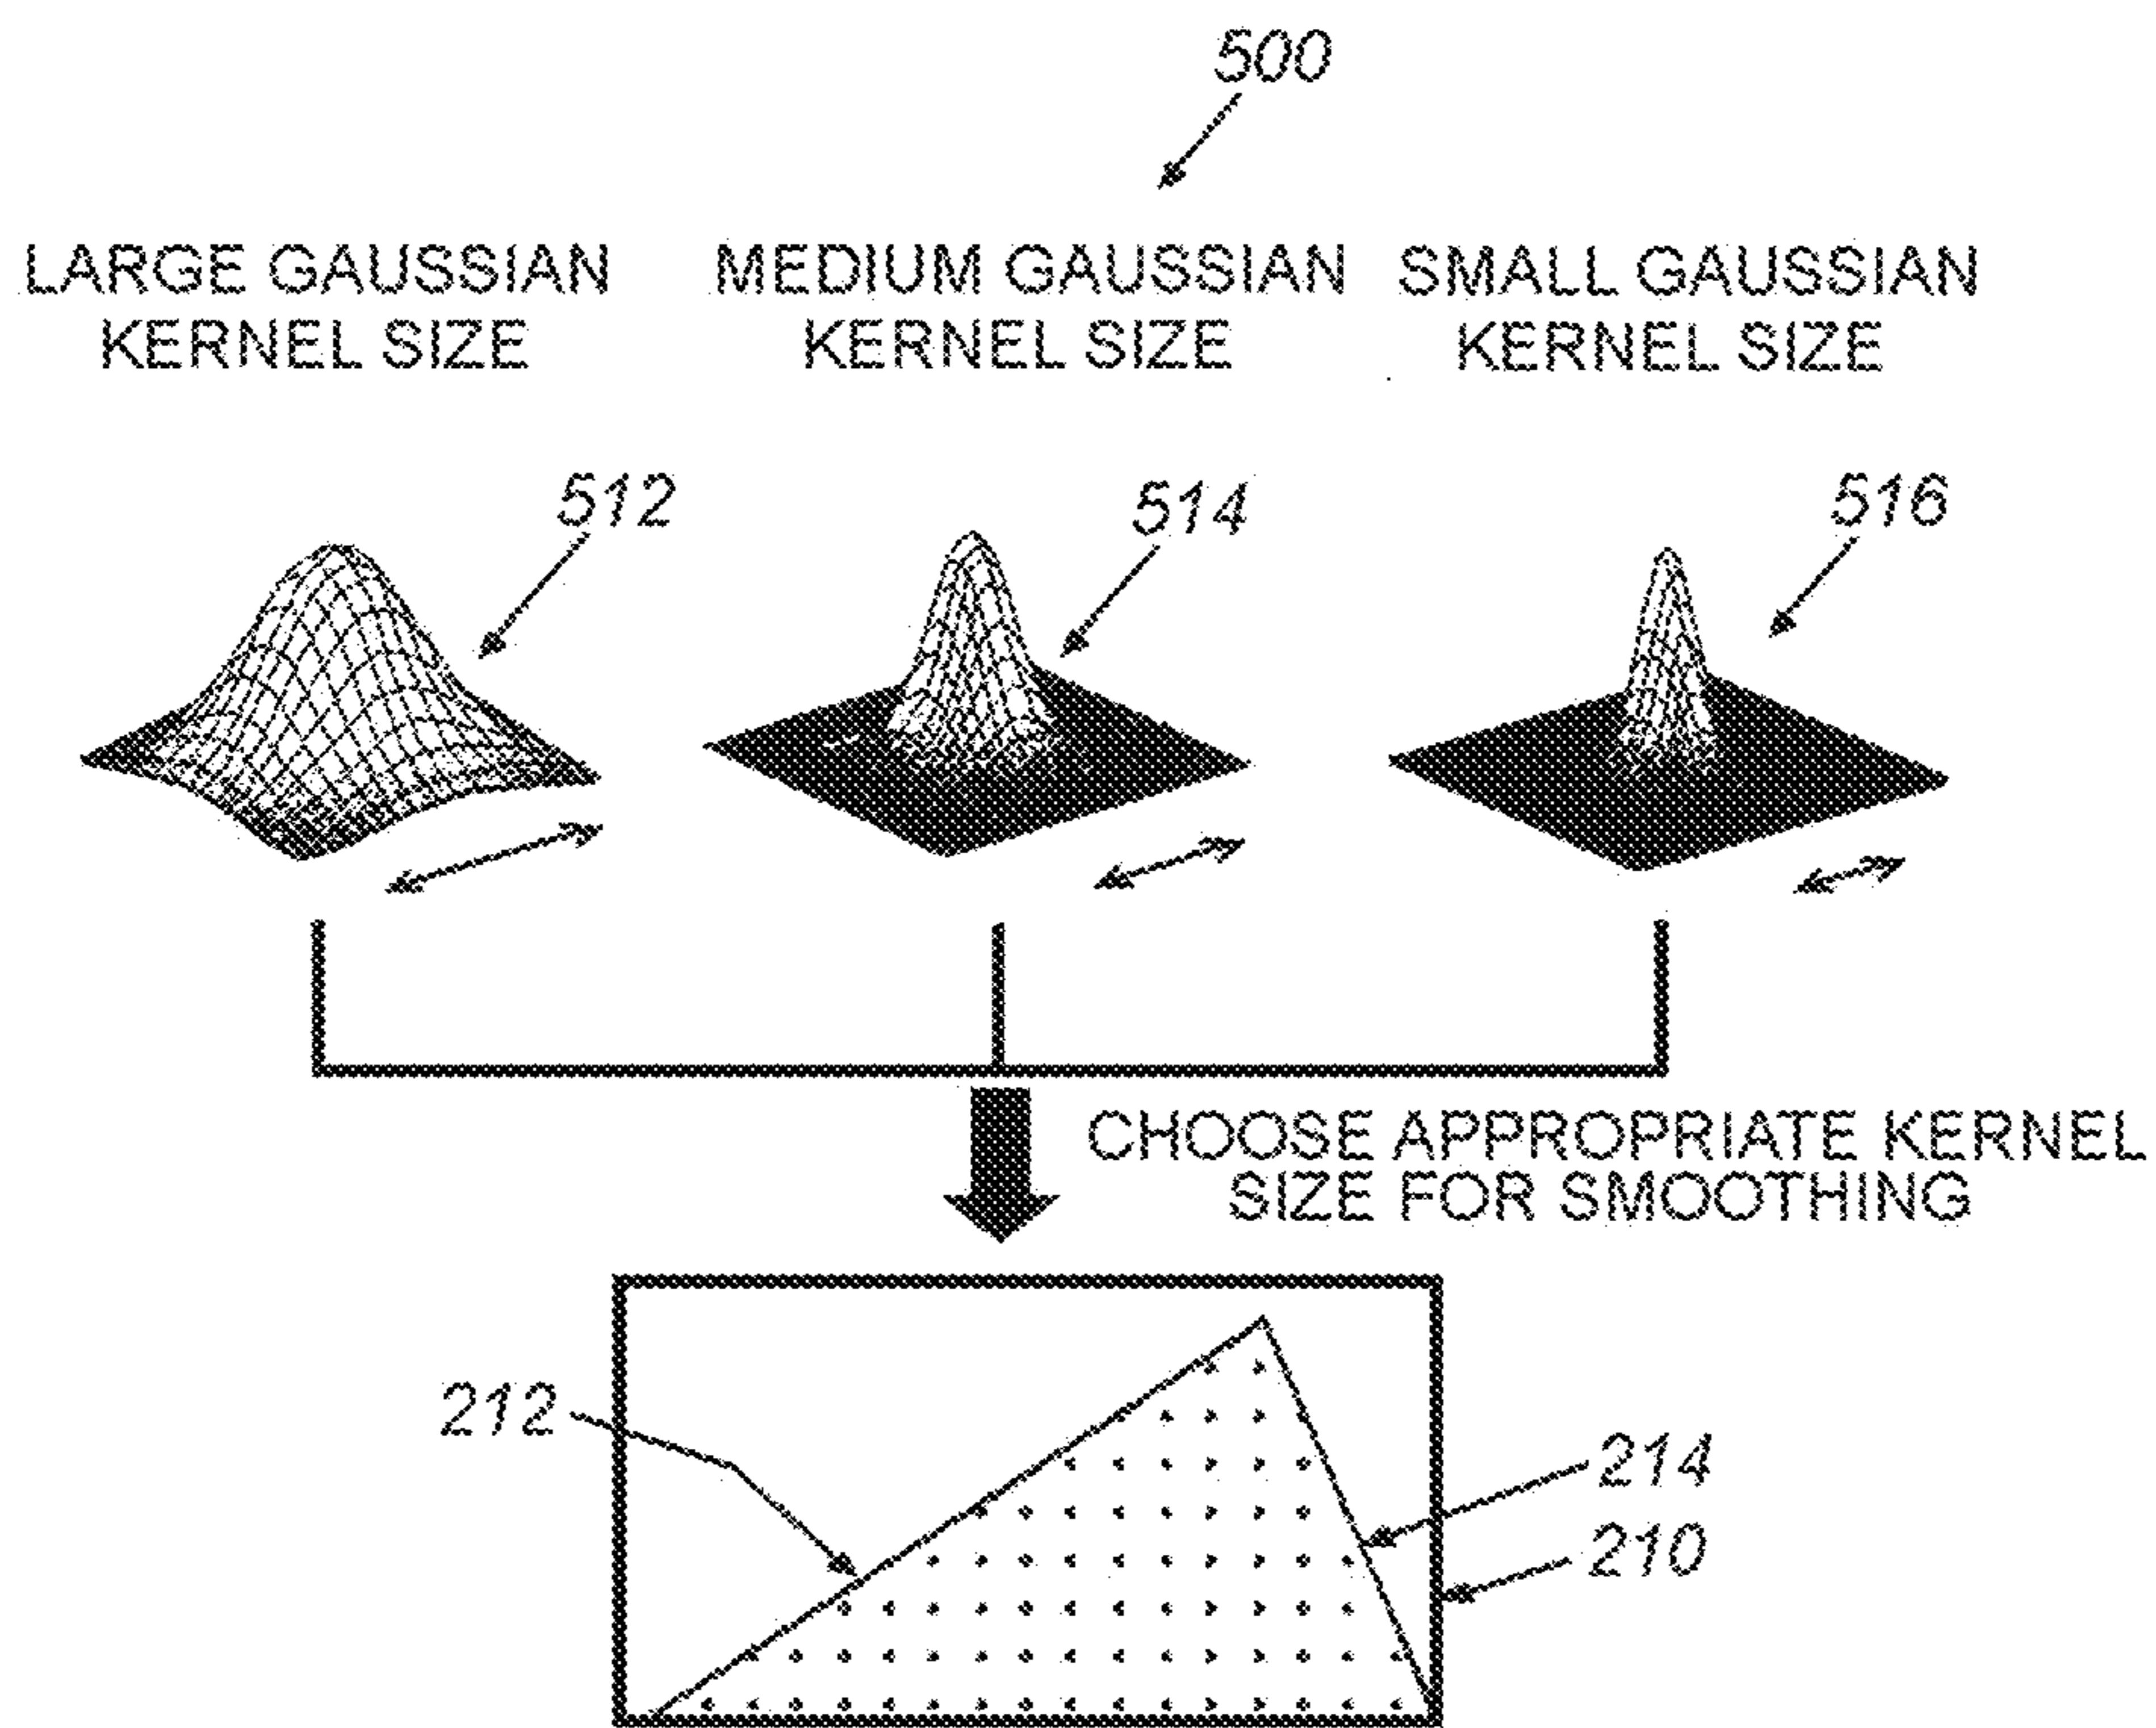 500
LARGE GAUSSIAN
KERNEL SIZE
MEDIUM GAUSSIAN
KERNEL SIZE
SMALL GAUSSIAN
KERNEL SIZE
512
514
516
CHOOSE APPROPRIATE KERNEL
SIZE FOR SMOOTHING
212
214
210